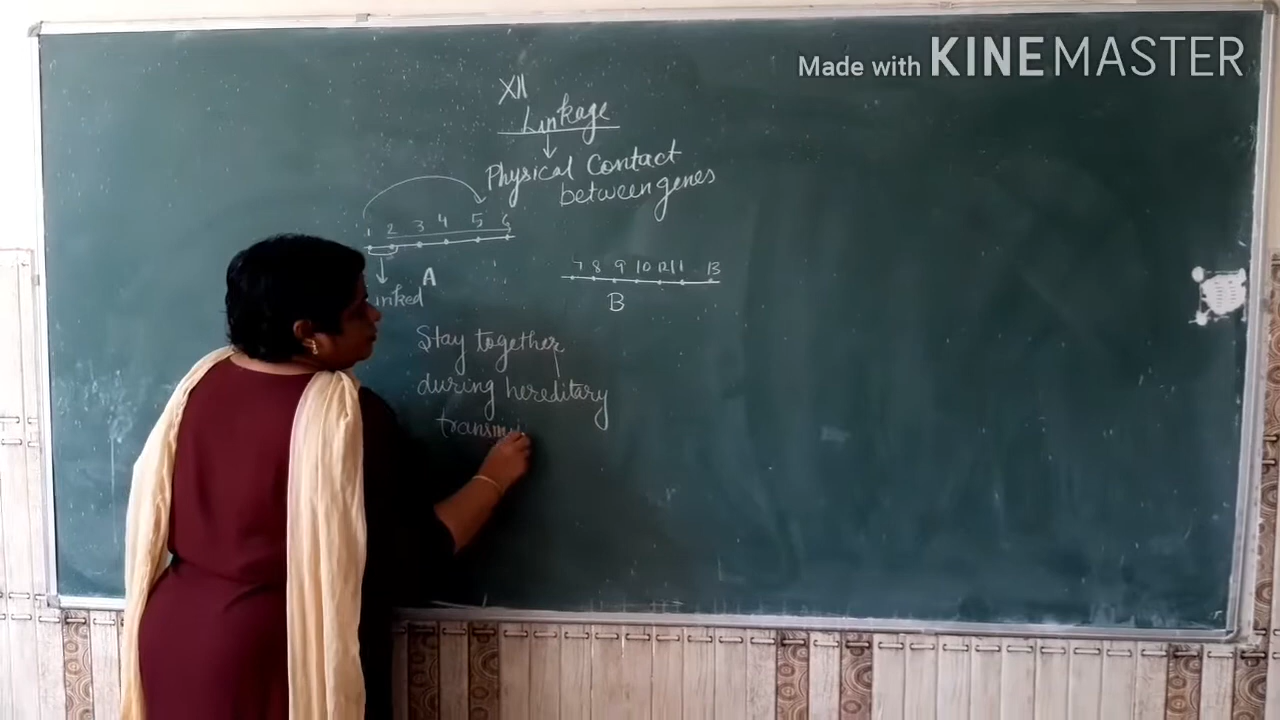 Made with KINEMASTER
XII
Linkage
Physical Contact
between genes
1 2 3 4 5 6
7 8 9 10 12 11 13
A
inked
B
Stay together
during hereditary
transmi